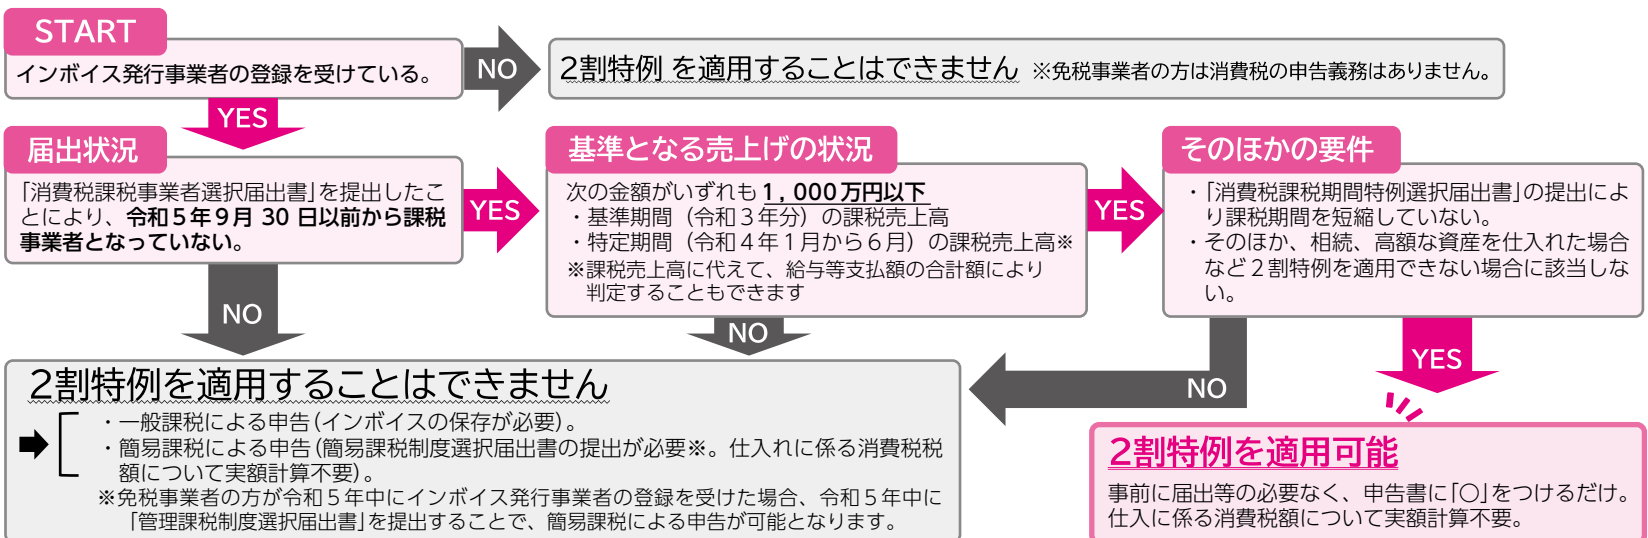 START
インボイス発行事業者の登録を受けている。
NO
2割特例 を適用することはできません ※免税事業者の方は消費税の申告義務はありません。
YES
届出状況
「消費税課税事業者選択届出書」を提出したこ
とにより、令和５年９月 30 日以前から課税
事業者となっていない。
YES
基準となる売上げの状況
次の金額がいずれも １，０００万円以下
・基準期間（令和３年分）の課税売上高
・特定期間（令和４年１月から６月）の課税売上高※
※課税売上高に代えて、給与等支払額の合計額により
判定することもできます
YES
そのほかの要件
・「消費税課税期間特例選択届出書」の提出によ
り課税期間を短縮していない。
・そのほか、相続、高額な資産を仕入れた場合
など２割特例を適用できない場合に該当しな
い。
NO
NO
NO
YES
2割特例を適用することはできません
・一般課税による申告（インボイスの保存が必要）。
・簡易課税による申告（簡易課税制度選択届出書の提出が必要※。仕入れに係る消費税税
額について実額計算不要）。
※免税事業者の方が令和５年中にインボイス発行事業者の登録を受けた場合、令和５年中に
「管理課税制度選択届出書」を提出することで、簡易課税による申告が可能となります。
2割特例を適用可能
事前に届出等の必要なく、申告書に「〇」をつけるだけ。
仕入に係る消費税額について実額計算不要。